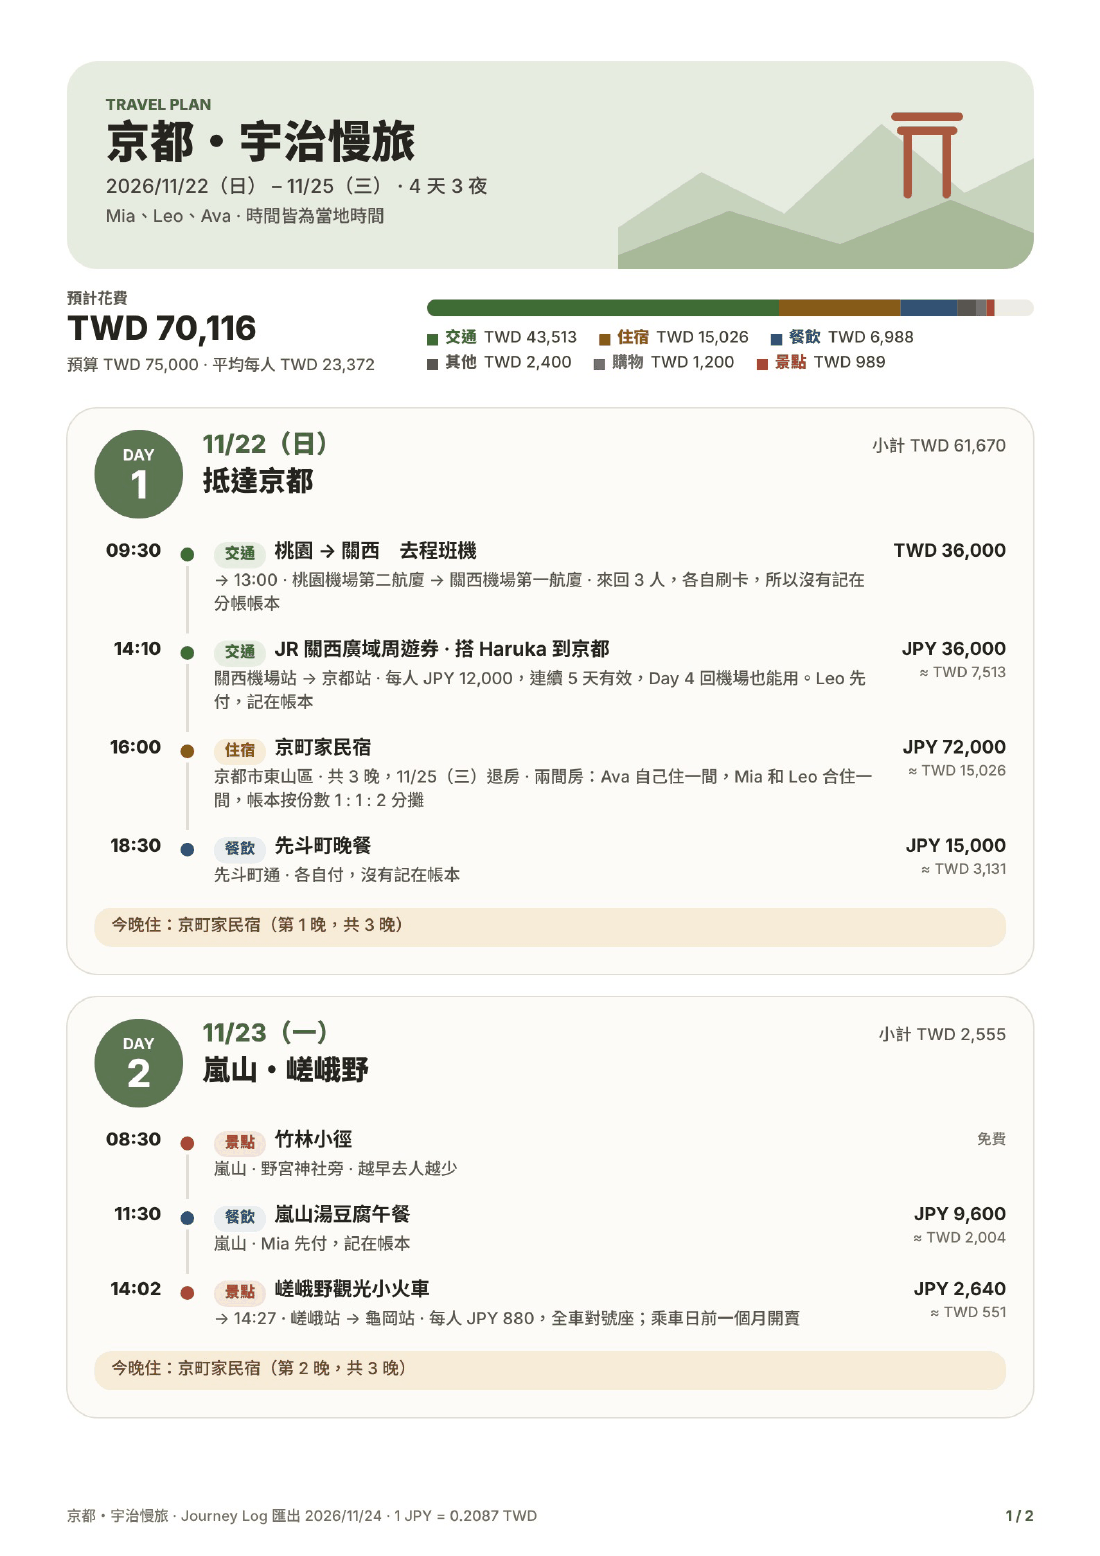 TRAVEL PLAN
京都・宇治慢旅
2026/11/22（日） – 11/25（三） · 4 天 3 夜
Mia、Leo、Ava · 時間皆為當地時間
預計花費
TWD 70,116
預算 TWD 75,000 · 平均每人 TWD 23,372
交通 TWD 43,513 住宿 TWD 15,026 餐飲 TWD 6,988
其他 TWD 2,400 購物 TWD 1,200 景點 TWD 989
DAY
1
11/22（日）
抵達京都
小計 TWD 61,670
09:30 交通 桃園 → 關西　去程班機 TWD 36,000
→ 13:00 · 桃園機場第二航廈 → 關西機場第一航廈 · 來回 3 人，各自刷卡，所以沒有記在
分帳帳本
14:10 交通 JR 關西廣域周遊券 · 搭 Haruka 到京都 JPY 36,000
≈ TWD 7,513
關西機場站 → 京都站 · 每人 JPY 12,000，連續 5 天有效，Day 4 回機場也能用。Leo 先
付，記在帳本
16:00 住宿 京町家民宿 JPY 72,000
≈ TWD 15,026
京都市東山區 · 共 3 晚，11/25（三）退房 · 兩間房：Ava 自己住一間，Mia 和 Leo 合住一
間，帳本按份數 1 : 1 : 2 分攤
18:30 餐飲 先斗町晚餐 JPY 15,000
≈ TWD 3,131
先斗町通 · 各自付，沒有記在帳本
今晚住：京町家民宿（第 1 晚，共 3 晚）
DAY
2
11/23（一）
嵐山・嵯峨野
小計 TWD 2,555
08:30 景點 竹林小徑 免費
嵐山 · 野宮神社旁 · 越早去人越少
11:30 餐飲 嵐山湯豆腐午餐 JPY 9,600
≈ TWD 2,004
嵐山 · Mia 先付，記在帳本
14:02 景點 嵯峨野觀光小火車 JPY 2,640
≈ TWD 551
→ 14:27 · 嵯峨站 → 龜岡站 · 每人 JPY 880，全車對號座；乘車日前一個月開賣
今晚住：京町家民宿（第 2 晚，共 3 晚）
京都・宇治慢旅 · Journey Log 匯出 2026/11/24 · 1 JPY = 0.2087 TWD
1 / 2